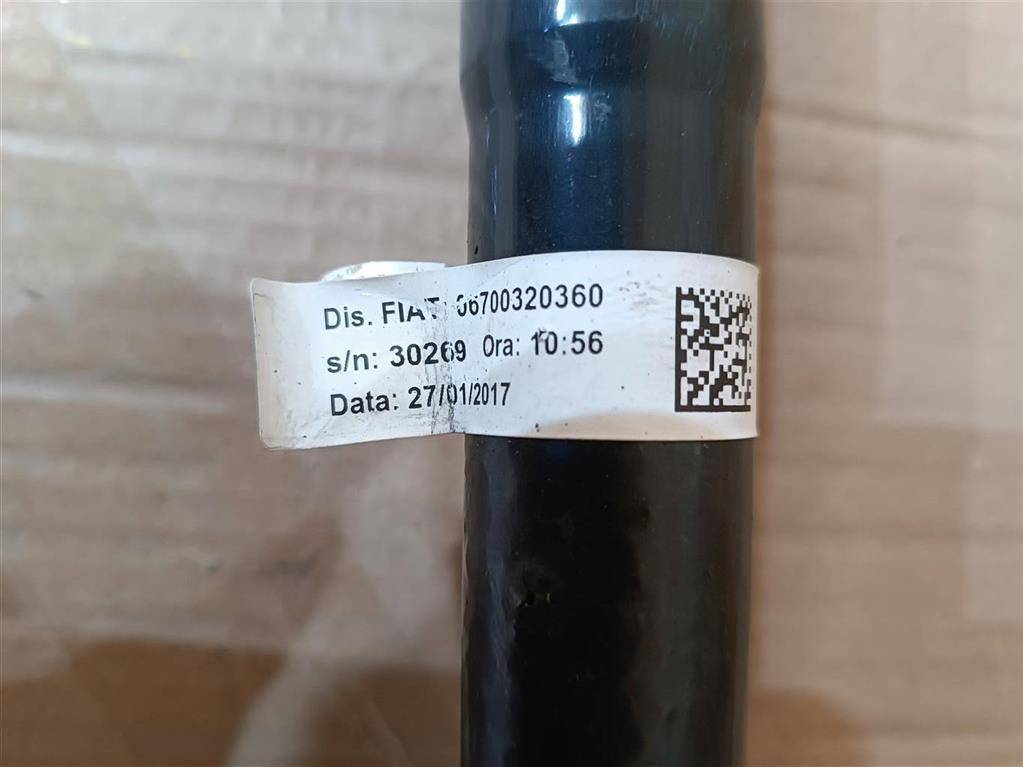 Dis. FIAT: 06700320360
s/n: 30269 Ora: 10:56
Data: 27/01/2017